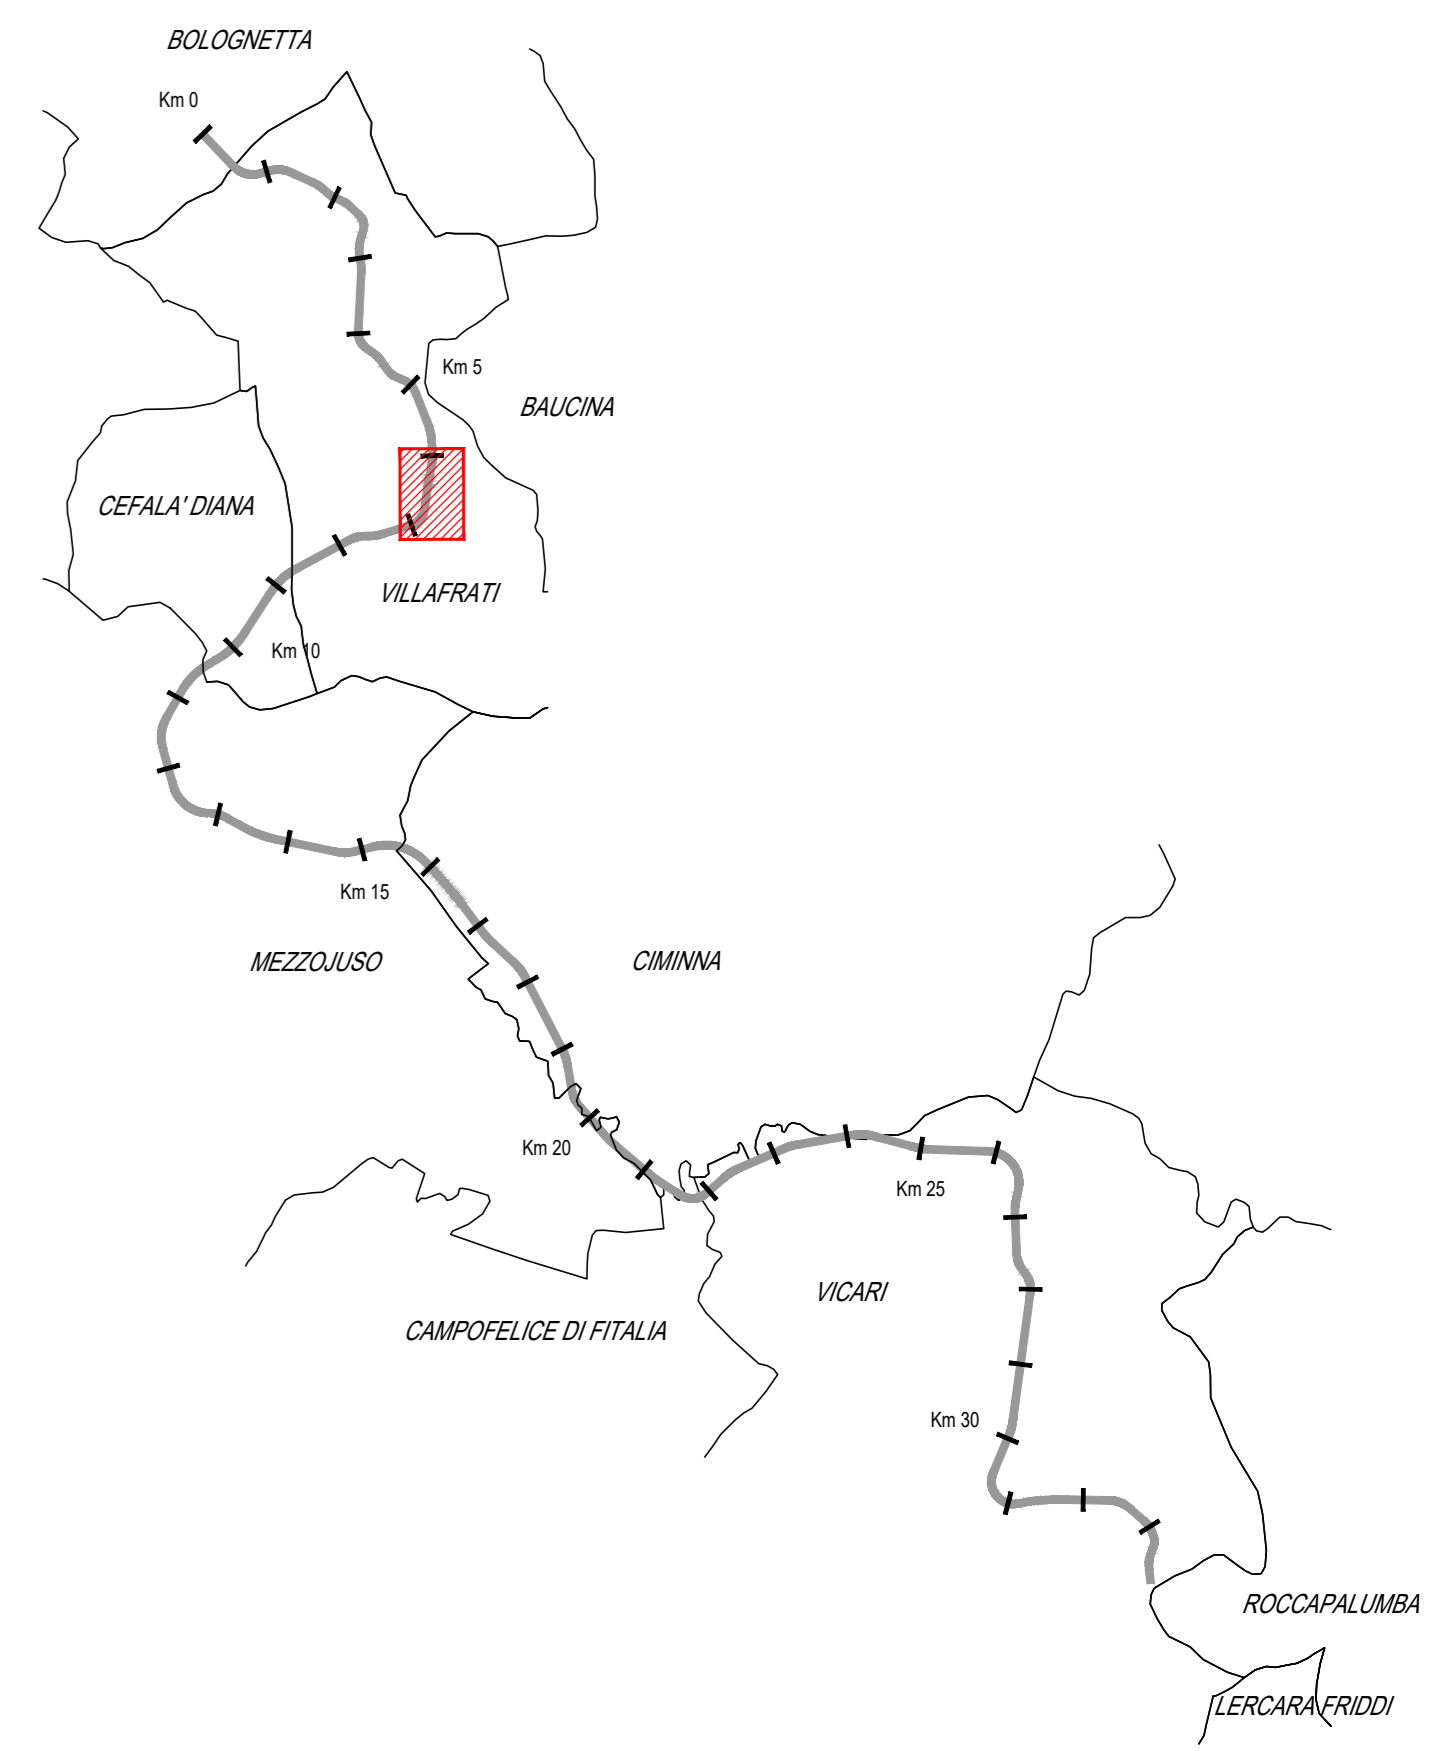 BOLOGNETTA
Km 0
Km 5
BAUCINA
CEFALA' DIANA
VILLAFRATI
Km 10
Km 15
MEZZOJUSO
CIMINNA
Km 20
Km 25
VICARI
CAMPOFELICE DI FITALIA
Km 30
ROCCAPALUMBA
LERCARA FRIDDI